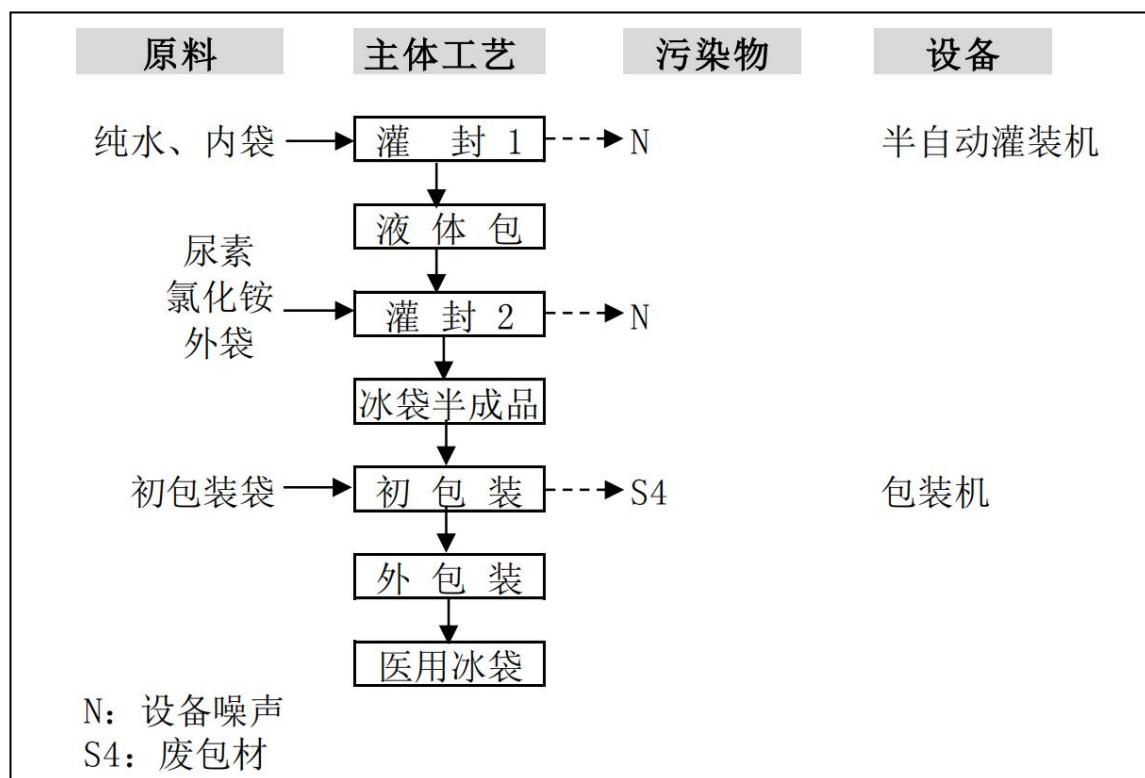 原料 主体工艺 污染物 设备
纯水、内袋 灌 封 1 N 半自动灌装机
液 体 包
尿素
氯化铵
外袋
灌 封 2 N
冰袋半成品
初包装袋 初 包 装 S4 包装机
外 包 装
医用冰袋
N: 设备噪声
S4: 废包材